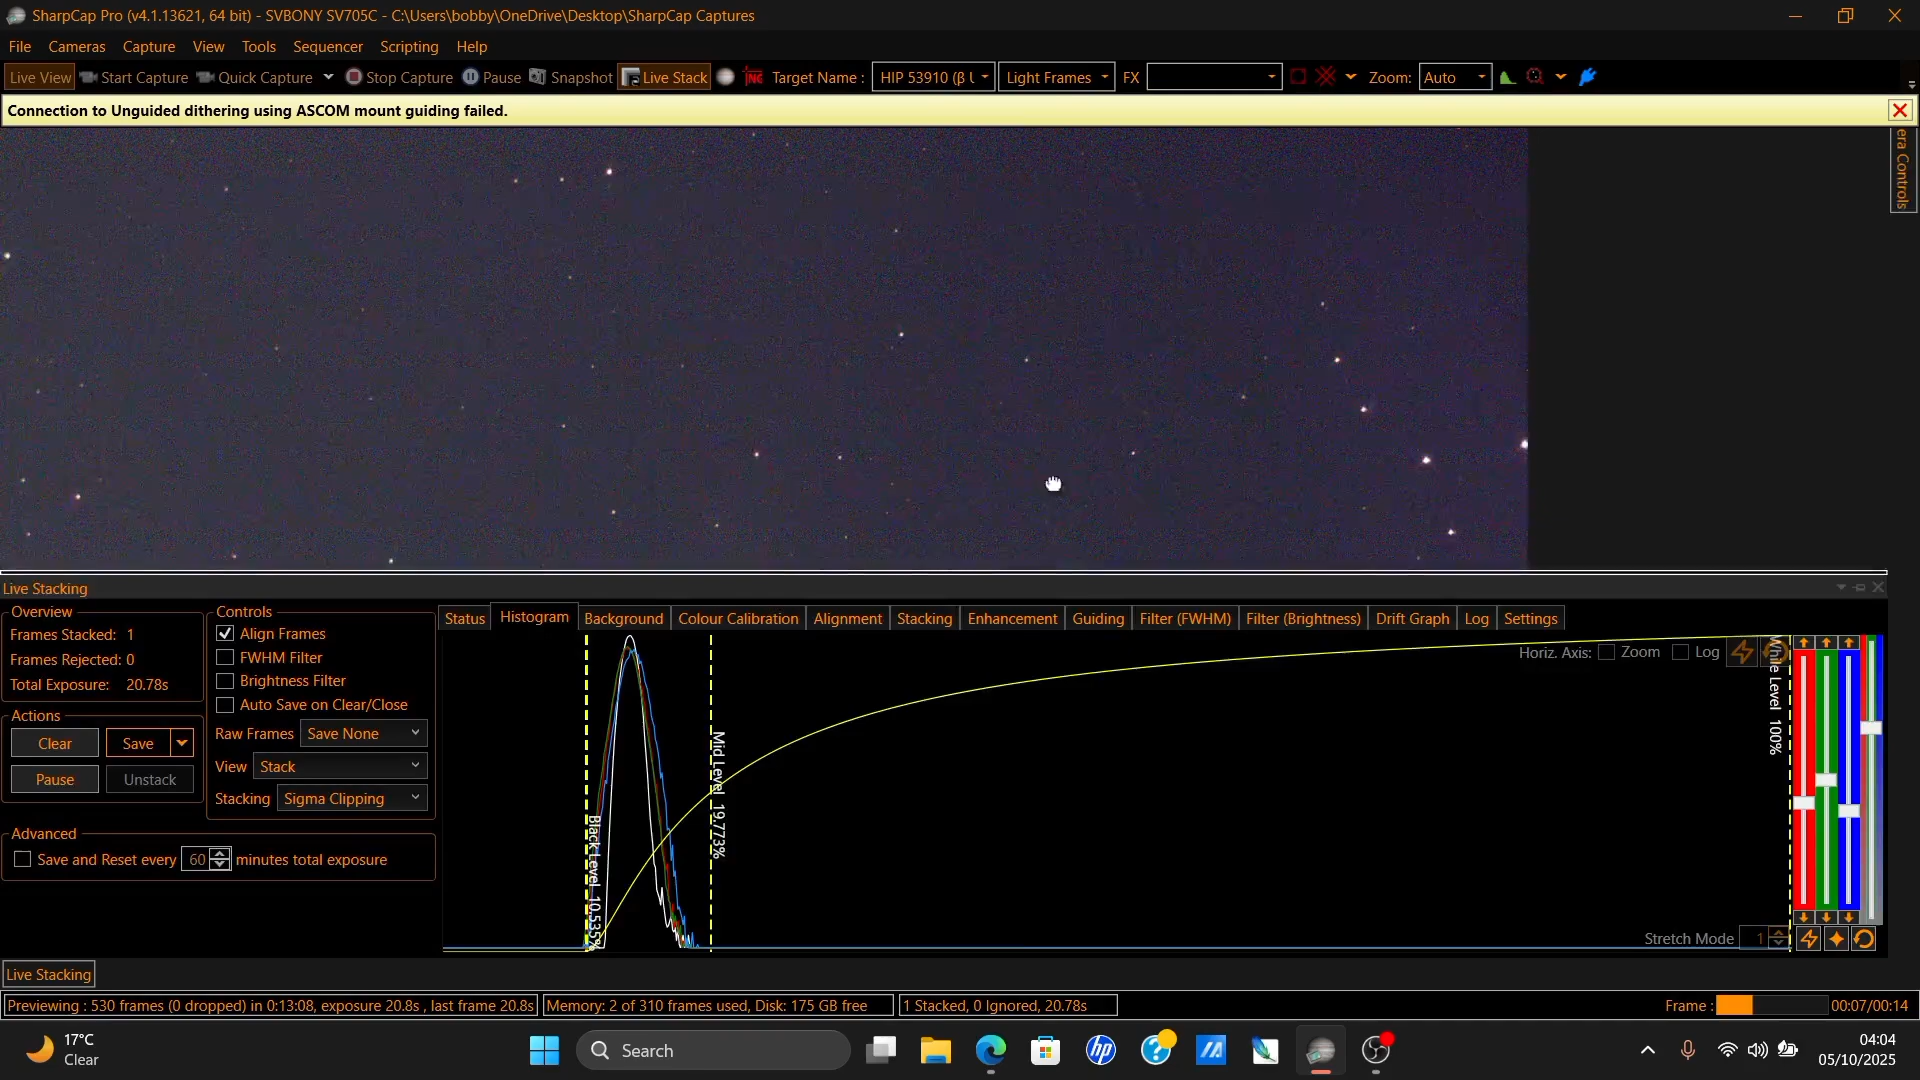 SharpCap Pro (v4.1.13621, 64 bit) - SVBONY SV705C - C:\Users\bobby\OneDrive\Desktop\SharpCap Captures
File Cameras Capture View Tools Sequencer Scripting Help
Live View Start Capture Quick Capture Stop Capture Pause Snapshot Live Stack Target Name : HIP 53910 (β Light Frames FX Zoom: Auto
Connection to Unguided dithering using ASCOM mount guiding failed.
era Controls
Live Stacking
Overview
Frames Stacked: 1
Frames Rejected: 0
Total Exposure: 20.78s
Actions
Clear Save
Pause Unstack
Controls
Align Frames
FWHM Filter
Brightness Filter
Auto Save on Clear/Close
Raw Frames Save None
View Stack
Stacking Sigma Clipping
Advanced
Save and Reset every 60 minutes total exposure
Status Histogram Background Colour Calibration Alignment Stacking Enhancement Guiding Filter (FWHM) Filter (Brightness) Drift Graph Log Settings
Horiz. Axis: Zoom Log
Black Level 10.535%
Mid Level 19.773%
White Level 100%
Stretch Mode 1
Live Stacking
Previewing : 530 frames (0 dropped) in 0:13:08, exposure 20.8s , last frame 20.8s Memory: 2 of 310 frames used, Disk: 175 GB free 1 Stacked, 0 Ignored, 20.78s Frame : 00:07/00:14
17°C
Clear
Search
hp
04:04
05/10/2025